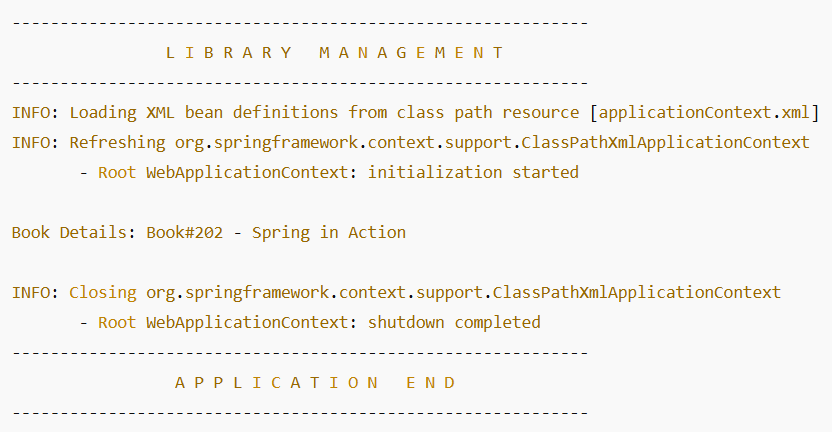 ------------------------------------------------------------
L I B R A R Y   M A N A G E M E N T
------------------------------------------------------------
INFO: Loading XML bean definitions from class path resource [applicationContext.xml]
INFO: Refreshing org.springframework.context.support.ClassPathXmlApplicationContext
- Root WebApplicationContext: initialization started
Book Details: Book#202 - Spring in Action
INFO: Closing org.springframework.context.support.ClassPathXmlApplicationContext
- Root WebApplicationContext: shutdown completed
------------------------------------------------------------
A P P L I C A T I O N   E N D
------------------------------------------------------------